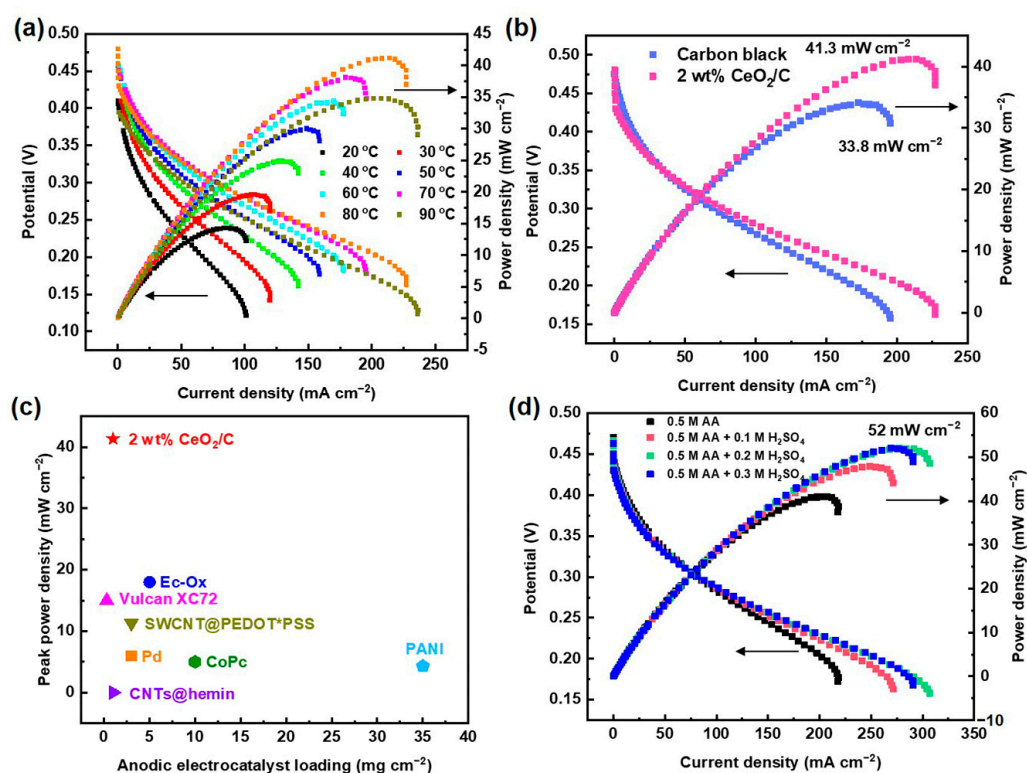 (a)
0.50
0.45
0.40
0.35
0.30
0.25
0.20
0.15
0.10
Potential (V)
45
40
35
30
25
20
15
10
5
0
-5
Power density (mW cm⁻²)
20 ºC
30 ºC
40 ºC
50 ºC
60 ºC
70 ºC
80 ºC
90 ºC
0 50 100 150 200 250
Current density (mA cm⁻²)
(b)
0.50
0.45
0.40
0.35
0.30
0.25
0.20
0.15
Potential (V)
Carbon black
2 wt% CeO₂/C
41.3 mW cm⁻²
33.8 mW cm⁻²
40
30
20
10
0
Power density (mW cm⁻²)
0 50 100 150 200 250
Current density (mA cm⁻²)
(c)
40
30
20
10
0
Peak power density (mW cm⁻²)
2 wt% CeO₂/C
Ec-Ox
Vulcan XC72
SWCNT@PEDOT*PSS
Pd
CoPc
PANI
CNTs@hemin
0 5 10 15 20 25 30 35 40
Anodic electrocatalyst loading (mg cm⁻²)
(d)
0.50
0.45
0.40
0.35
0.30
0.25
0.20
0.15
Potential (V)
0.5 M AA
0.5 M AA + 0.1 M H₂SO₄
0.5 M AA + 0.2 M H₂SO₄
0.5 M AA + 0.3 M H₂SO₄
52 mW cm⁻²
60
50
40
30
20
10
0
−10
Power density (mW cm⁻²)
0 50 100 150 200 250 300 350
Current density (mA cm⁻²)